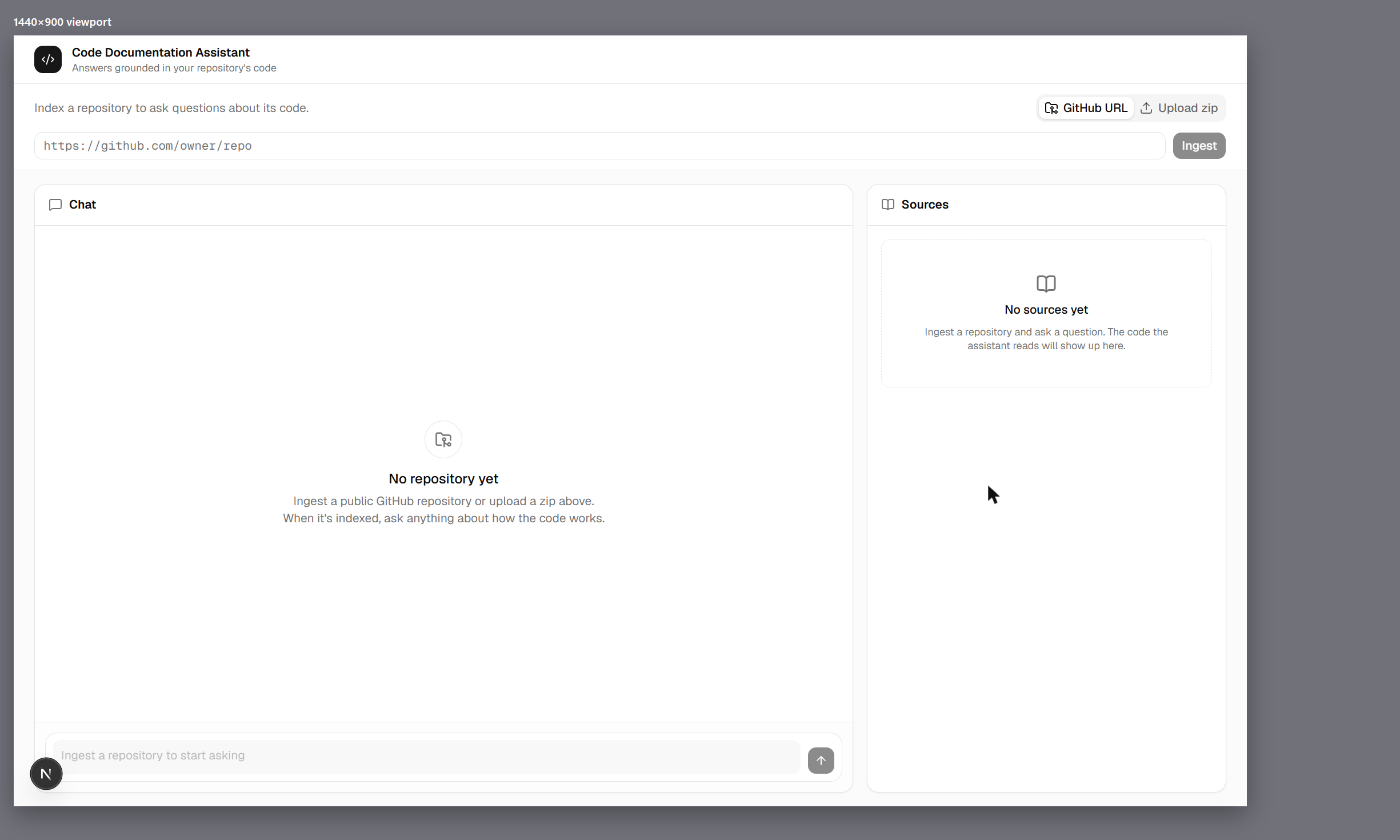 1440×900 viewport
</>
Code Documentation Assistant
Answers grounded in your repository's code
Index a repository to ask questions about its code.
GitHub URL
Upload zip
https://github.com/owner/repo
Ingest
Chat
Sources
No sources yet
Ingest a repository and ask a question. The code the
assistant reads will show up here.
No repository yet
Ingest a public GitHub repository or upload a zip above.
When it's indexed, ask anything about how the code works.
Ingest a repository to start asking
N